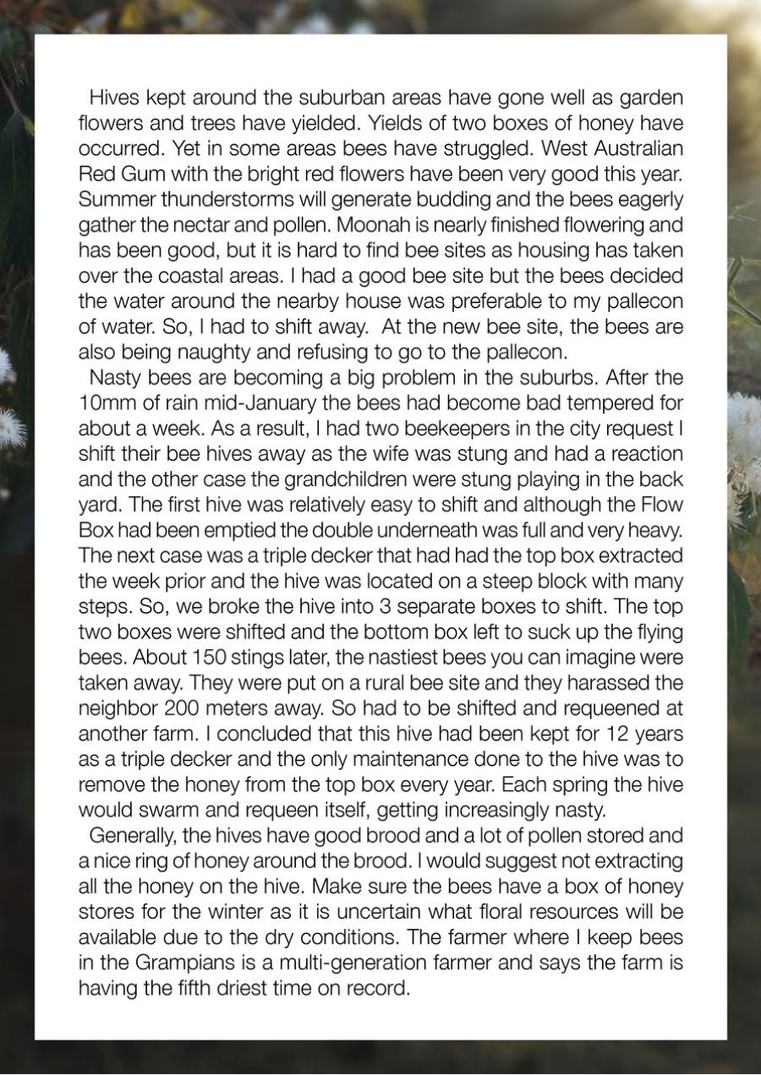 Hives kept around the suburban areas have gone well as garden
flowers and trees have yielded. Yields of two boxes of honey have
occurred. Yet in some areas bees have struggled. West Australian
Red Gum with the bright red flowers have been very good this year.
Summer thunderstorms will generate budding and the bees eagerly
gather the nectar and pollen. Moonah is nearly finished flowering and
has been good, but it is hard to find bee sites as housing has taken
over the coastal areas. I had a good bee site but the bees decided
the water around the nearby house was preferable to my pallecon
of water. So, I had to shift away.  At the new bee site, the bees are
also being naughty and refusing to go to the pallecon.
Nasty bees are becoming a big problem in the suburbs. After the
10mm of rain mid-January the bees had become bad tempered for
about a week. As a result, I had two beekeepers in the city request I
shift their bee hives away as the wife was stung and had a reaction
and the other case the grandchildren were stung playing in the back
yard. The first hive was relatively easy to shift and although the Flow
Box had been emptied the double underneath was full and very heavy.
The next case was a triple decker that had had the top box extracted
the week prior and the hive was located on a steep block with many
steps. So, we broke the hive into 3 separate boxes to shift. The top
two boxes were shifted and the bottom box left to suck up the flying
bees. About 150 stings later, the nastiest bees you can imagine were
taken away. They were put on a rural bee site and they harassed the
neighbor 200 meters away. So had to be shifted and requeened at
another farm. I concluded that this hive had been kept for 12 years
as a triple decker and the only maintenance done to the hive was to
remove the honey from the top box every year. Each spring the hive
would swarm and requeen itself, getting increasingly nasty.
Generally, the hives have good brood and a lot of pollen stored and
a nice ring of honey around the brood. I would suggest not extracting
all the honey on the hive. Make sure the bees have a box of honey
stores for the winter as it is uncertain what floral resources will be
available due to the dry conditions. The farmer where I keep bees
in the Grampians is a multi-generation farmer and says the farm is
having the fifth driest time on record.